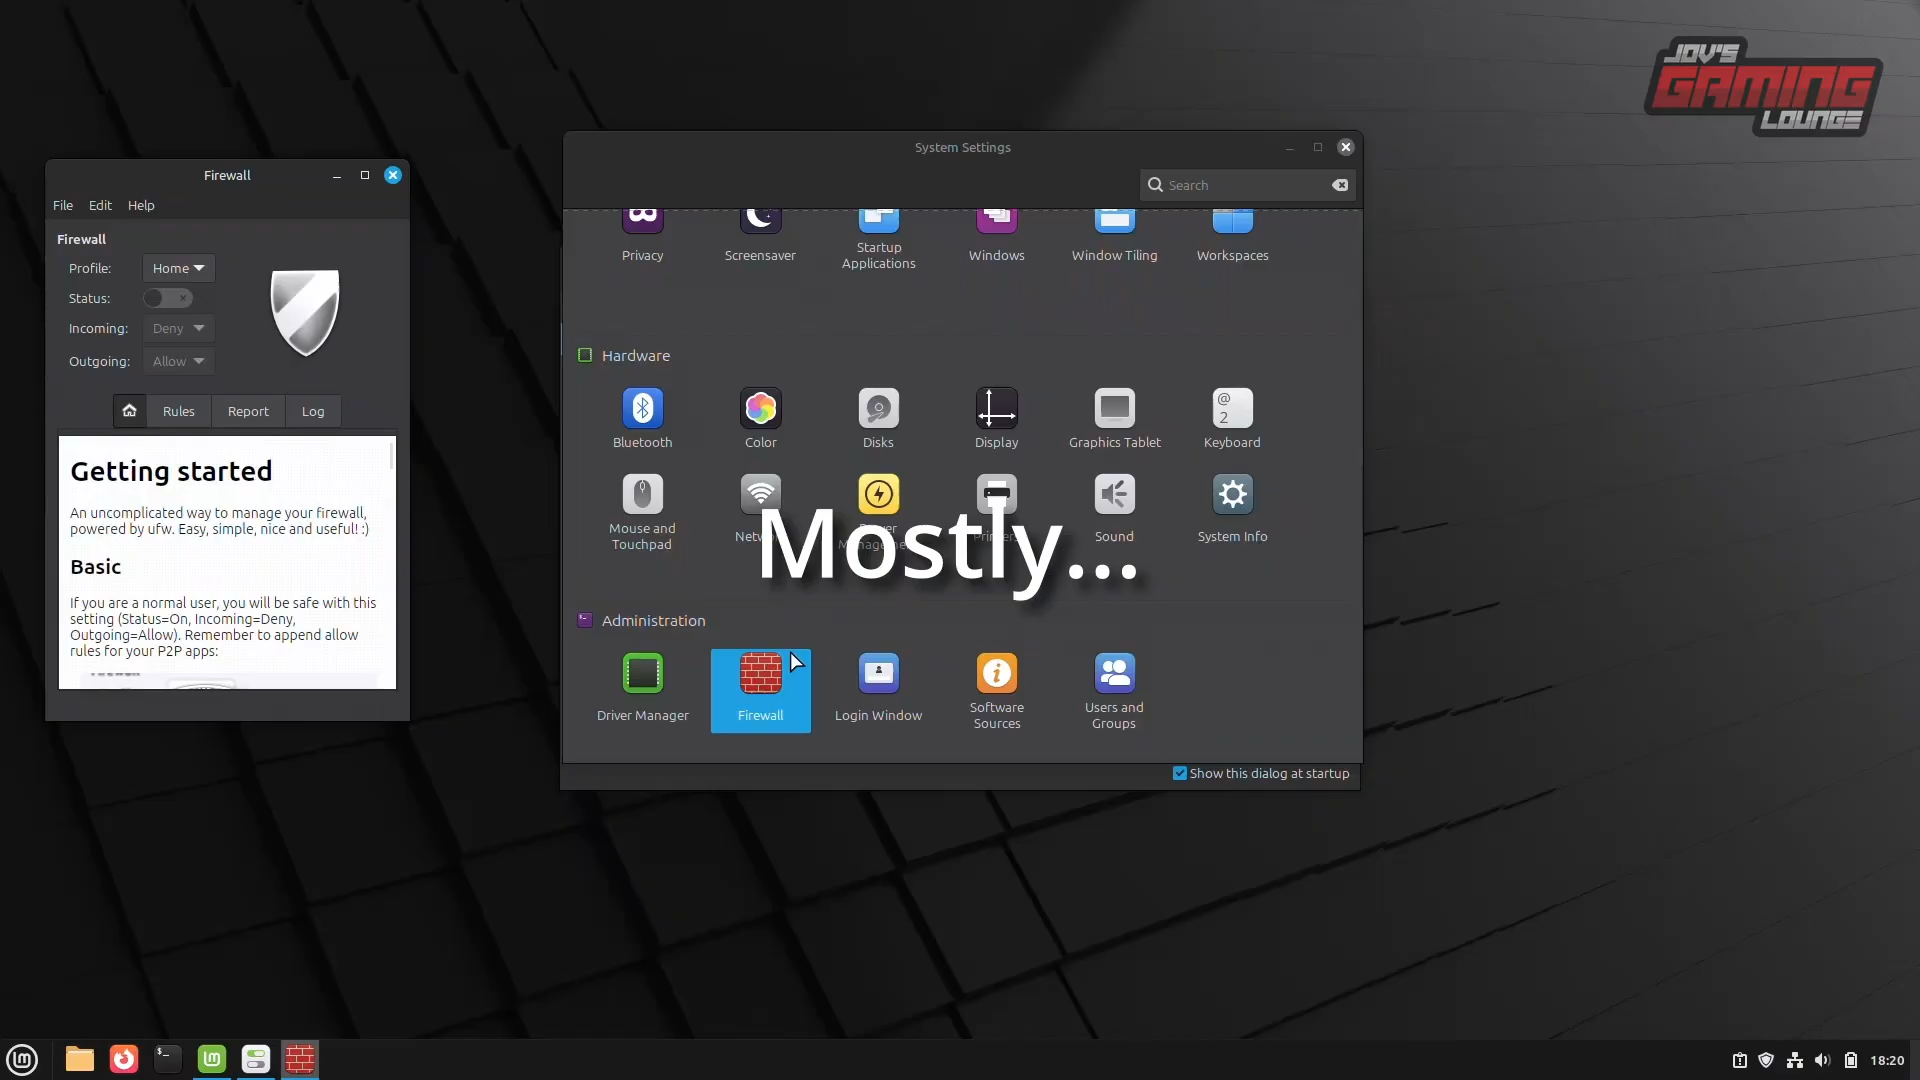 JOV'S
GAMING
LOUNGE
System Settings
Search
Firewall
File Edit Help
Firewall
Profile: Home
Status:
Incoming: Deny
Outgoing: Allow
Rules Report Log
Getting started
An uncomplicated way to manage your firewall,
powered by ufw. Easy, simple, nice and useful! :)
Basic
If you are a normal user, you will be safe with this
setting (Status=On, Incoming=Deny,
Outgoing=Allow). Remember to append allow
rules for your P2P apps:
Privacy
Screensaver
Startup
Applications
Windows
Window Tiling
Workspaces
Hardware
Bluetooth
Color
Disks
Display
Graphics Tablet
@
2
Keyboard
Mouse and
Touchpad
Sound
System Info
Mostly...
Administration
Driver Manager
Firewall
Login Window
Software
Sources
Users and
Groups
Show this dialog at startup
18:20